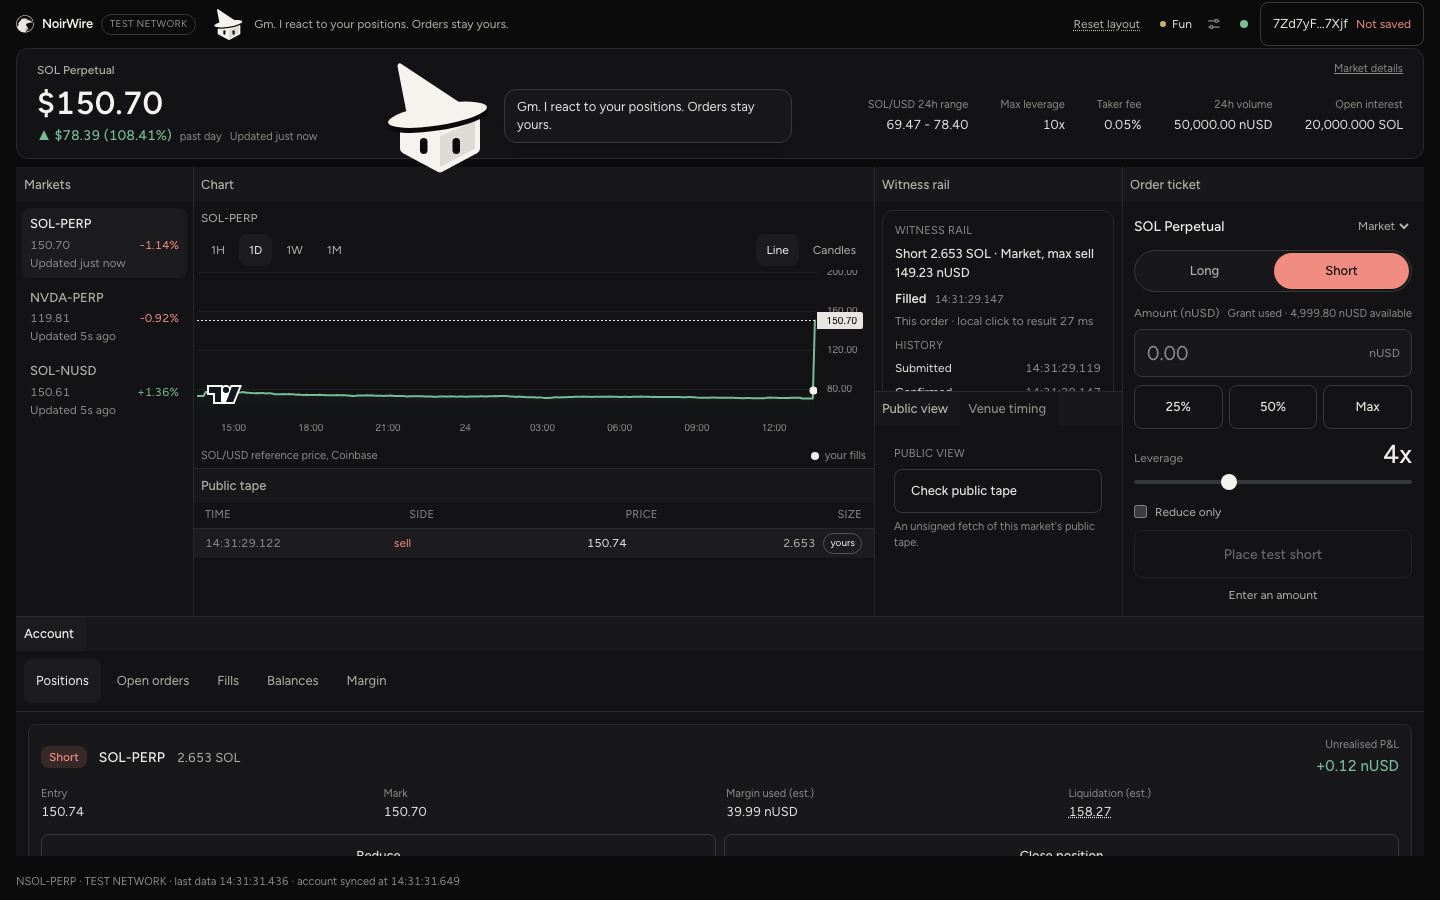 NoirWire TEST NETWORK Gm. I react to your positions. Orders stay yours. Reset layout Fun 7Zd7yF...7Xjf Not saved
SOL Perpetual
$150.70
▲ $78.39 (108.41%) past day Updated just now
Gm. I react to your positions. Orders stay
yours.
Market details
SOL/USD 24h range Max leverage Taker fee 24h volume Open interest
69.47 - 78.40 10x 0.05% 50,000.00 nUSD 20,000.000 SOL
Markets
SOL-PERP
150.70 -1.14%
Updated just now
NVDA-PERP
119.81 -0.92%
Updated 5s ago
SOL-NUSD
150.61 +1.36%
Updated 5s ago
Chart
SOL-PERP
1H 1D 1W 1M Line Candles
200.00
160.00
150.70
120.00
80.00
15:00 18:00 21:00 24 03:00 06:00 09:00 12:00
SOL/USD reference price, Coinbase your fills
Public tape
TIME SIDE PRICE SIZE
14:31:29.122 sell 150.74 2.653 yours
Witness rail
WITNESS RAIL
Short 2.653 SOL · Market, max sell
149.23 nUSD
Filled 14:31:29.147
This order · local click to result 27 ms
HISTORY
Submitted 14:31:29.119
Confirmed 14:31:29.147
Public view Venue timing
PUBLIC VIEW
Check public tape
An unsigned fetch of this market's public
tape.
Order ticket
SOL Perpetual Market
Long Short
Amount (nUSD) Grant used · 4,999.80 nUSD available
0.00 nUSD
25% 50% Max
Leverage 4x
Reduce only
Place test short
Enter an amount
Account
Positions Open orders Fills Balances Margin
Short SOL-PERP 2.653 SOL
Unrealised P&L
+0.12 nUSD
Entry Mark Margin used (est.) Liquidation (est.)
150.74 150.70 39.99 nUSD 158.27
Reduce Close position
NSOL-PERP · TEST NETWORK · last data 14:31:31.436 · account synced at 14:31:31.649